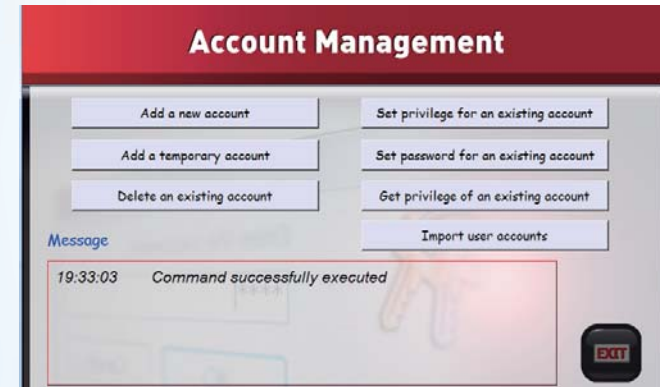 Account Management
Add a new account
Set privilege for an existing account
Add a temporary account
Set password for an existing account
Delete an existing account
Get privilege of an existing account
Import user accounts
Message
19:33:03 Command successfully executed
****
EXIT